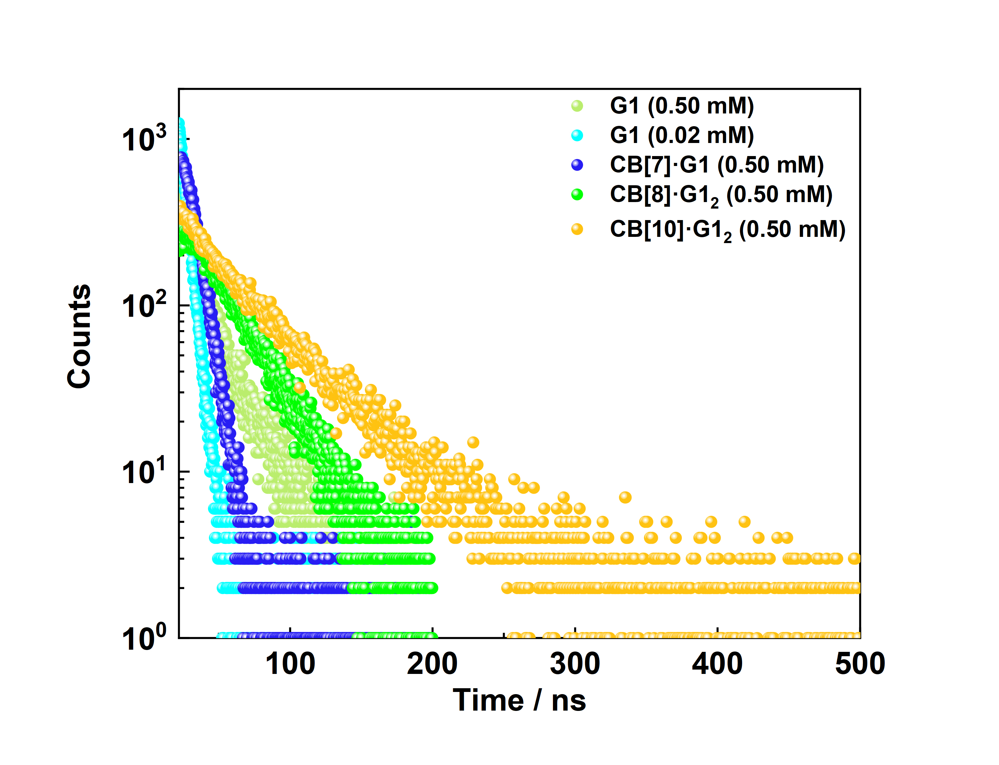 G1 (0.50 mM)
G1 (0.02 mM)
CB[7]·G1 (0.50 mM)
CB[8]·G1₂ (0.50 mM)
CB[10]·G1₂ (0.50 mM)
10³
10²
10¹
10⁰
Counts
100 200 300 400 500
Time / ns